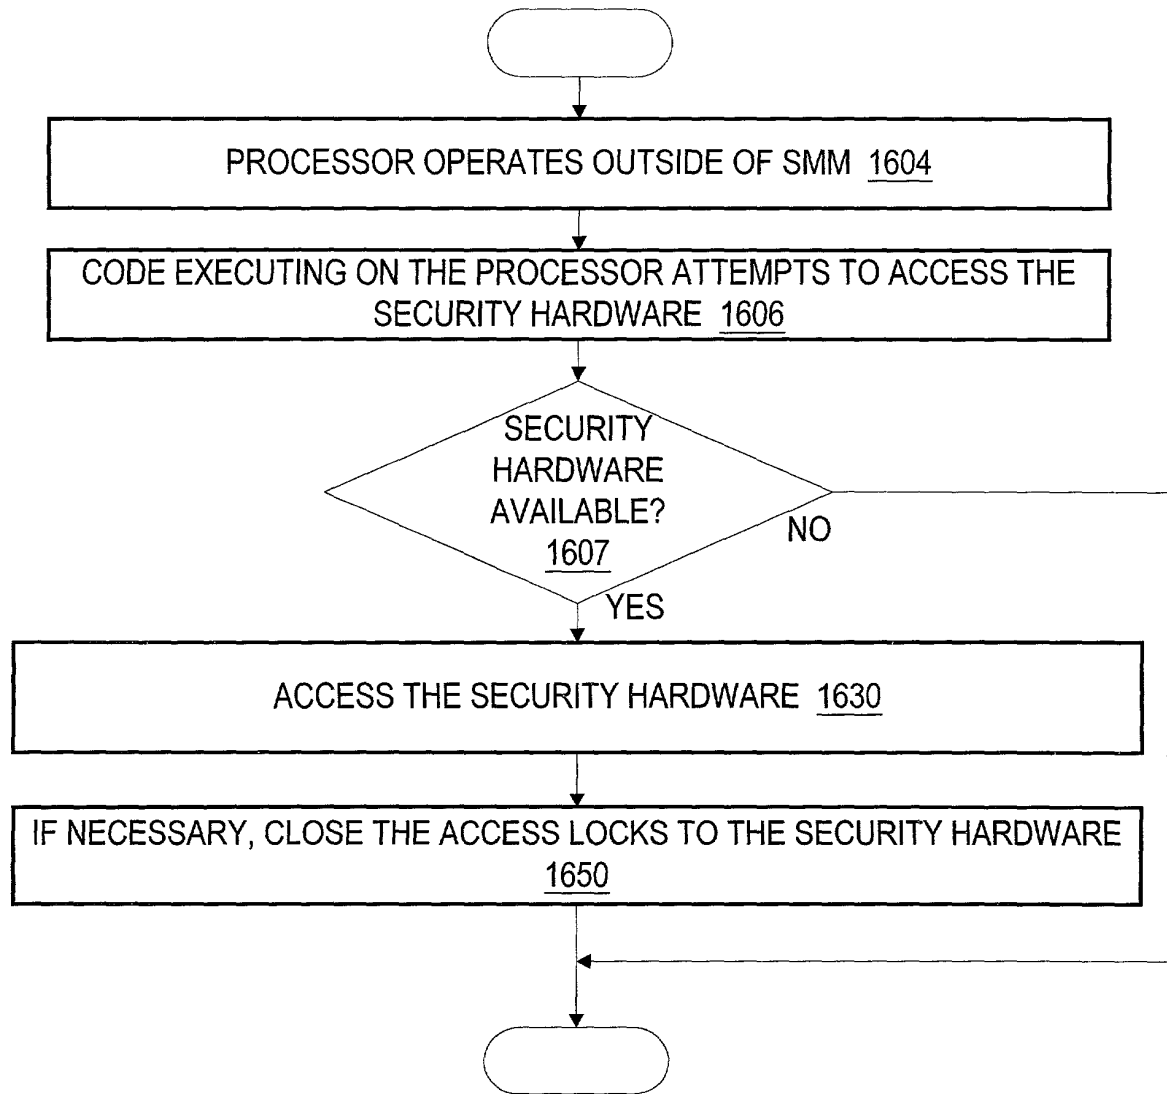 PROCESSOR OPERATES OUTSIDE OF SMM 1604
CODE EXECUTING ON THE PROCESSOR ATTEMPTS TO ACCESS THE
SECURITY HARDWARE 1606
SECURITY
HARDWARE
AVAILABLE?
1607
NO
YES
ACCESS THE SECURITY HARDWARE 1630
IF NECESSARY, CLOSE THE ACCESS LOCKS TO THE SECURITY HARDWARE
1650